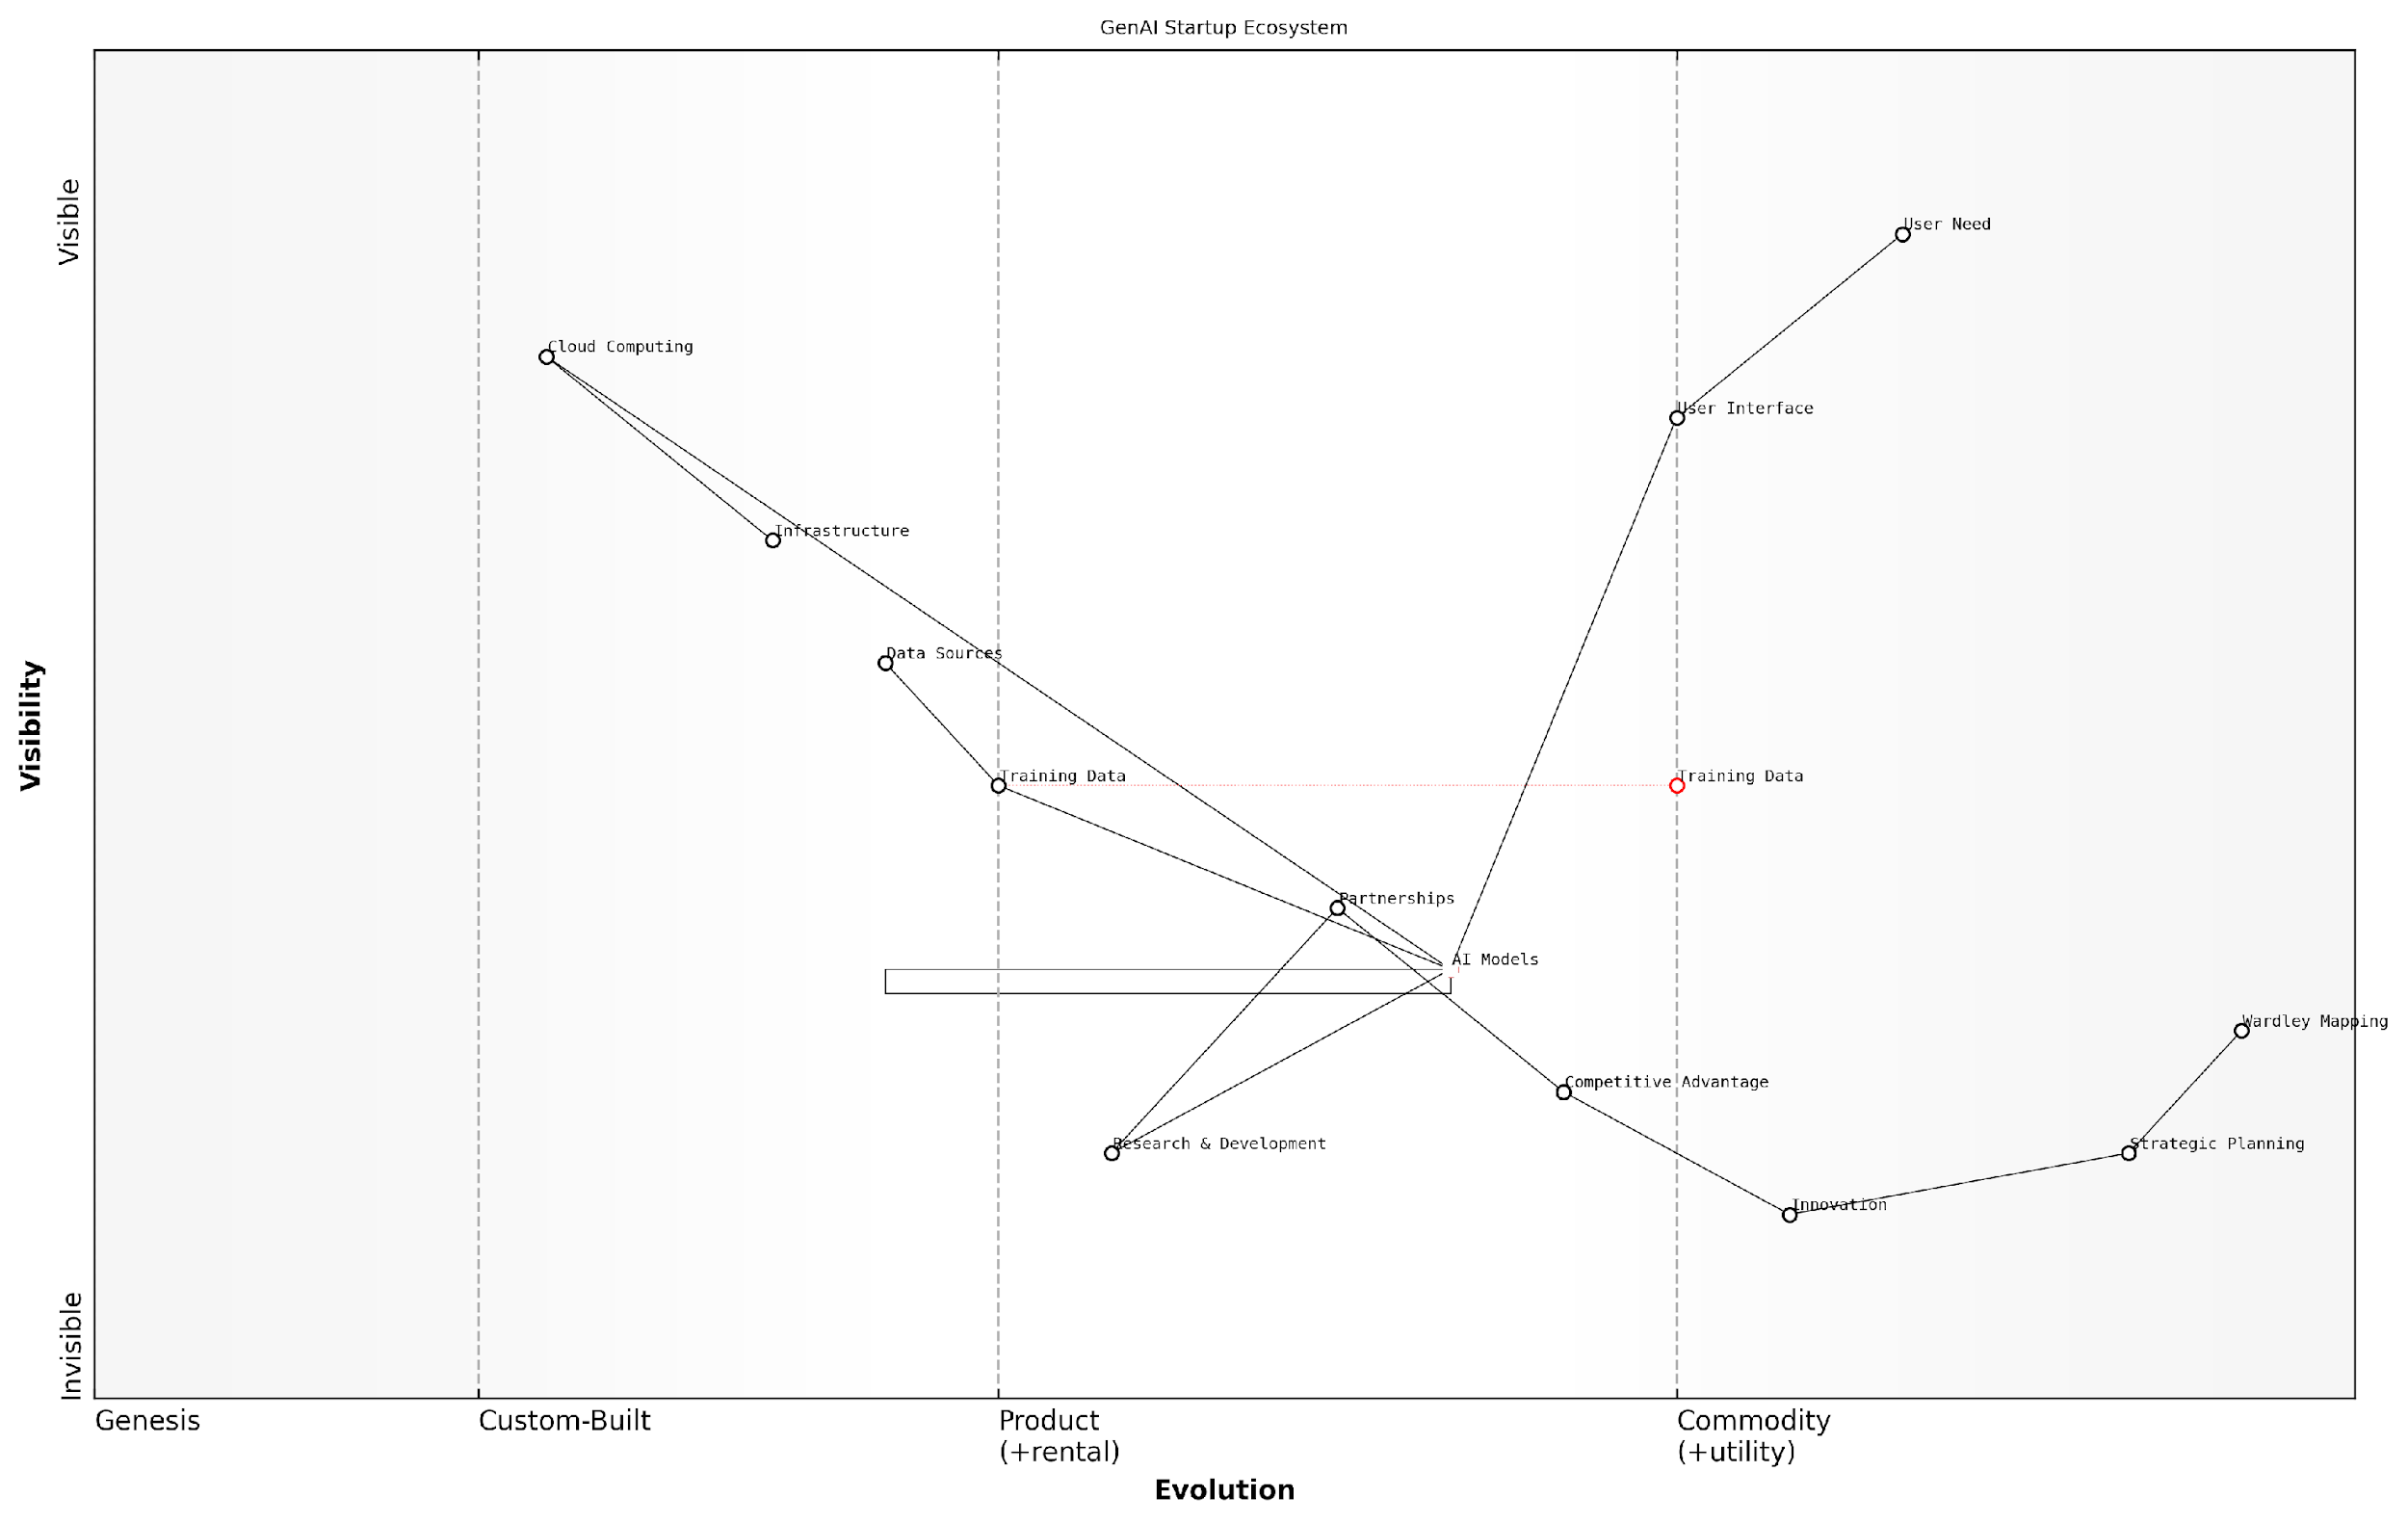 GenAI Startup Ecosystem
Visible
User Need
Cloud Computing
User Interface
Infrastructure
Data Sources
Visibility
Training Data
Training Data
Partnerships
AI Models
Wardley Mapping
Competitive Advantage
Research & Development
Strategic Planning
Innovation
Invisible
Genesis
Custom-Built
Product
(+rental)
Commodity
(+utility)
Evolution